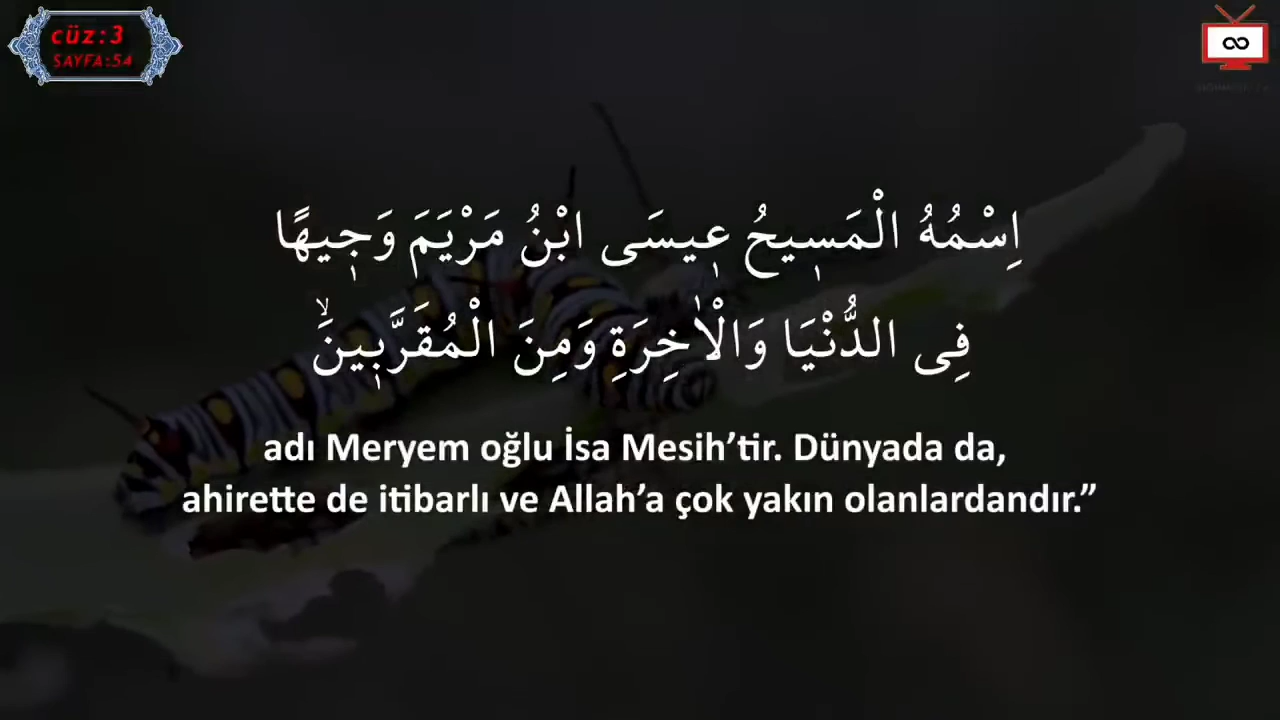 cüz:3
SAYFA:54
اِسْمُهُ الْمَسٖيحُ عٖيسَى ابْنُ مَرْيَمَ وَجٖيهًا
فِى الدُّنْيَا وَالْاٰخِرَةِ وَمِنَ الْمُقَرَّبٖينَۙ
adı Meryem oğlu İsa Mesih’tir. Dünyada da,
ahirette de itibarlı ve Allah’a çok yakın olanlardandır.”